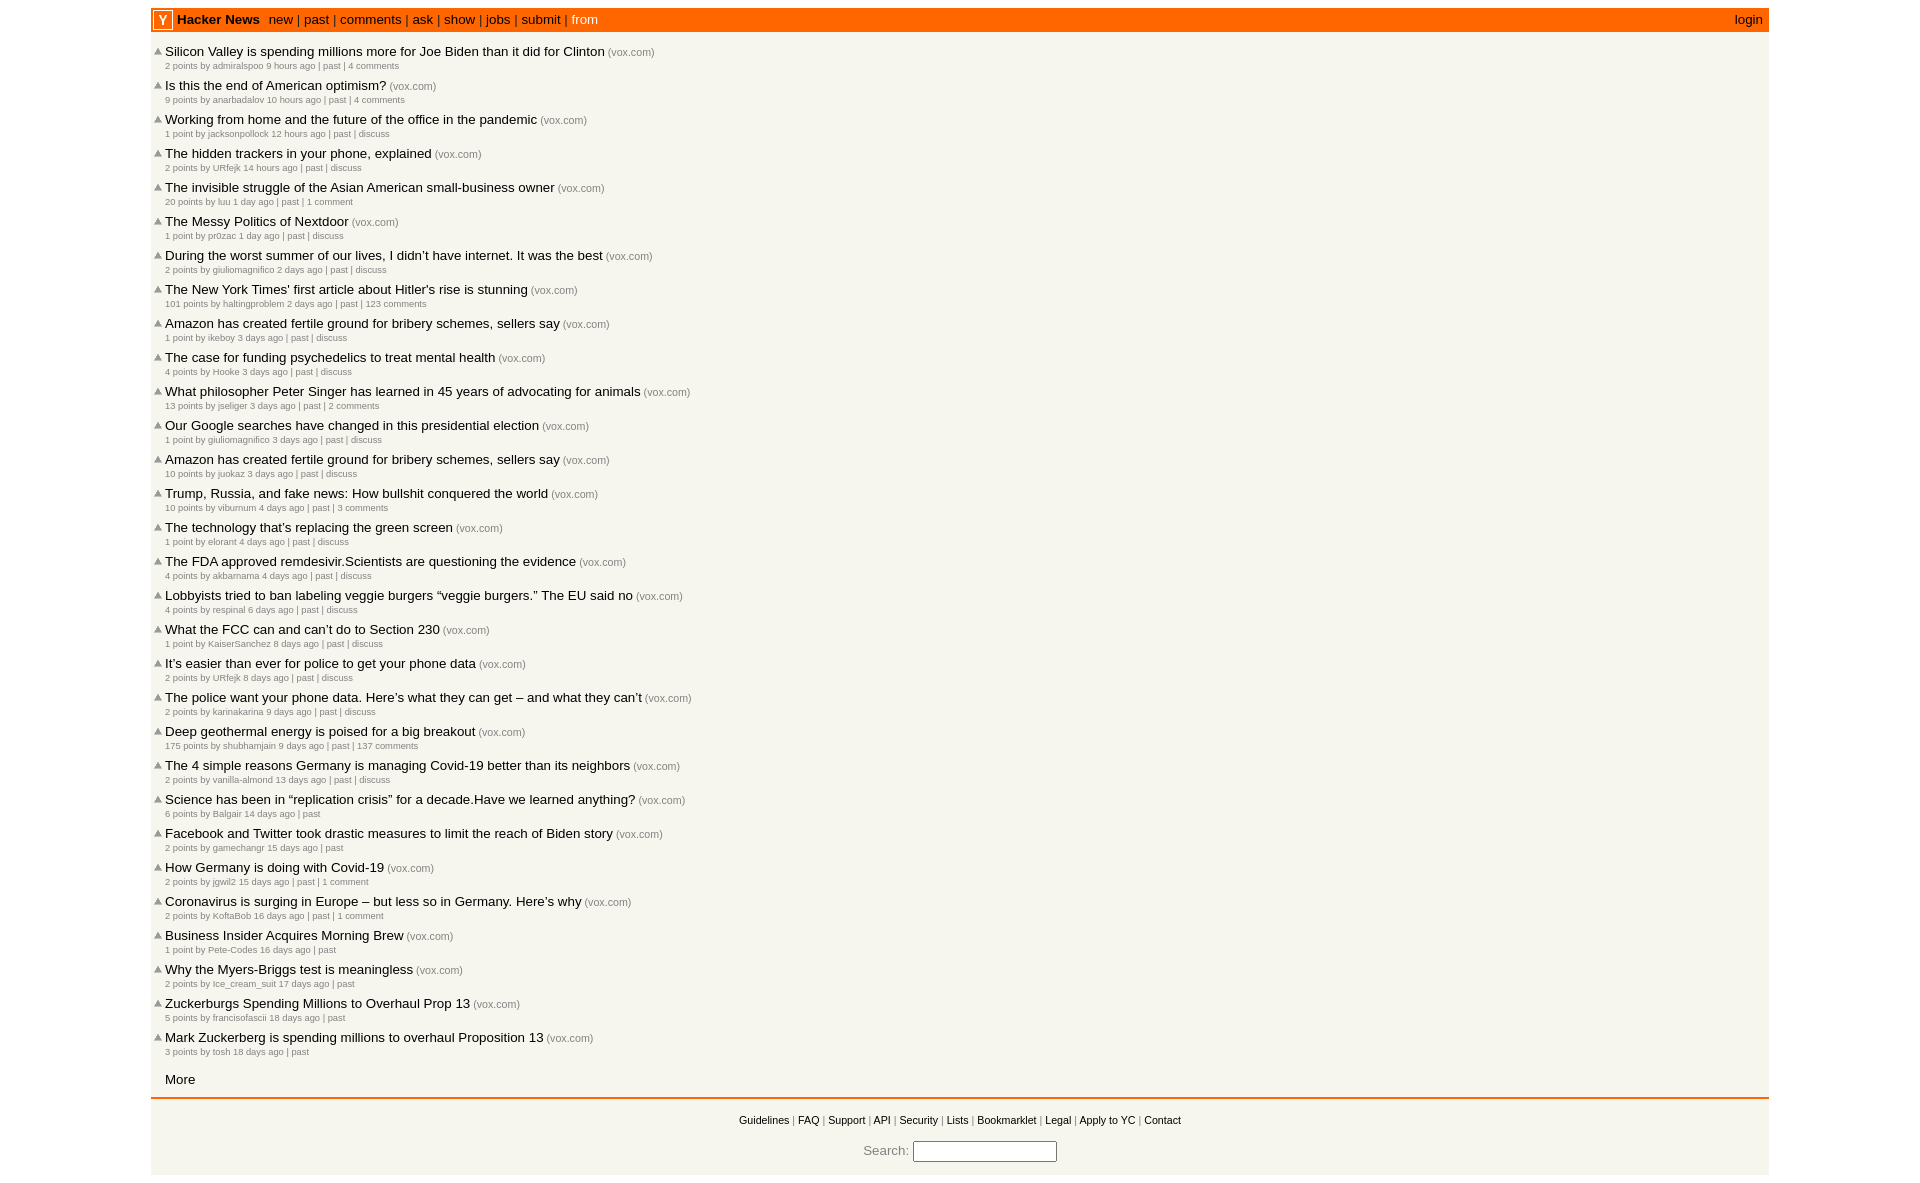 Y Hacker News new | past | comments | ask | show | jobs | submit | from login
Silicon Valley is spending millions more for Joe Biden than it did for Clinton (vox.com)
2 points by admiralspoo 9 hours ago | past | 4 comments
Is this the end of American optimism? (vox.com)
9 points by anarbadalov 10 hours ago | past | 4 comments
Working from home and the future of the office in the pandemic (vox.com)
1 point by jacksonpollock 12 hours ago | past | discuss
The hidden trackers in your phone, explained (vox.com)
2 points by URfejk 14 hours ago | past | discuss
The invisible struggle of the Asian American small-business owner (vox.com)
20 points by luu 1 day ago | past | 1 comment
The Messy Politics of Nextdoor (vox.com)
1 point by pr0zac 1 day ago | past | discuss
During the worst summer of our lives, I didn’t have internet. It was the best (vox.com)
2 points by giuliomagnifico 2 days ago | past | discuss
The New York Times' first article about Hitler's rise is stunning (vox.com)
101 points by haltingproblem 2 days ago | past | 123 comments
Amazon has created fertile ground for bribery schemes, sellers say (vox.com)
1 point by ikeboy 3 days ago | past | discuss
The case for funding psychedelics to treat mental health (vox.com)
4 points by Hooke 3 days ago | past | discuss
What philosopher Peter Singer has learned in 45 years of advocating for animals (vox.com)
13 points by jseliger 3 days ago | past | 2 comments
Our Google searches have changed in this presidential election (vox.com)
1 point by giuliomagnifico 3 days ago | past | discuss
Amazon has created fertile ground for bribery schemes, sellers say (vox.com)
10 points by juokaz 3 days ago | past | discuss
Trump, Russia, and fake news: How bullshit conquered the world (vox.com)
10 points by viburnum 4 days ago | past | 3 comments
The technology that’s replacing the green screen (vox.com)
1 point by elorant 4 days ago | past | discuss
The FDA approved remdesivir.Scientists are questioning the evidence (vox.com)
4 points by akbarnama 4 days ago | past | discuss
Lobbyists tried to ban labeling veggie burgers “veggie burgers.” The EU said no (vox.com)
4 points by respinal 6 days ago | past | discuss
What the FCC can and can’t do to Section 230 (vox.com)
1 point by KaiserSanchez 8 days ago | past | discuss
It’s easier than ever for police to get your phone data (vox.com)
2 points by URfejk 8 days ago | past | discuss
The police want your phone data. Here’s what they can get – and what they can’t (vox.com)
2 points by karinakarina 9 days ago | past | discuss
Deep geothermal energy is poised for a big breakout (vox.com)
175 points by shubhamjain 9 days ago | past | 137 comments
The 4 simple reasons Germany is managing Covid-19 better than its neighbors (vox.com)
2 points by vanilla-almond 13 days ago | past | discuss
Science has been in “replication crisis” for a decade.Have we learned anything? (vox.com)
6 points by Balgair 14 days ago | past
Facebook and Twitter took drastic measures to limit the reach of Biden story (vox.com)
2 points by gamechangr 15 days ago | past
How Germany is doing with Covid-19 (vox.com)
2 points by jgwil2 15 days ago | past | 1 comment
Coronavirus is surging in Europe – but less so in Germany. Here’s why (vox.com)
2 points by KoftaBob 16 days ago | past | 1 comment
Business Insider Acquires Morning Brew (vox.com)
1 point by Pete-Codes 16 days ago | past
Why the Myers-Briggs test is meaningless (vox.com)
2 points by Ice_cream_suit 17 days ago | past
Zuckerburgs Spending Millions to Overhaul Prop 13 (vox.com)
5 points by francisofascii 18 days ago | past
Mark Zuckerberg is spending millions to overhaul Proposition 13 (vox.com)
3 points by tosh 18 days ago | past
More
Guidelines | FAQ | Support | API | Security | Lists | Bookmarklet | Legal | Apply to YC | Contact
Search: